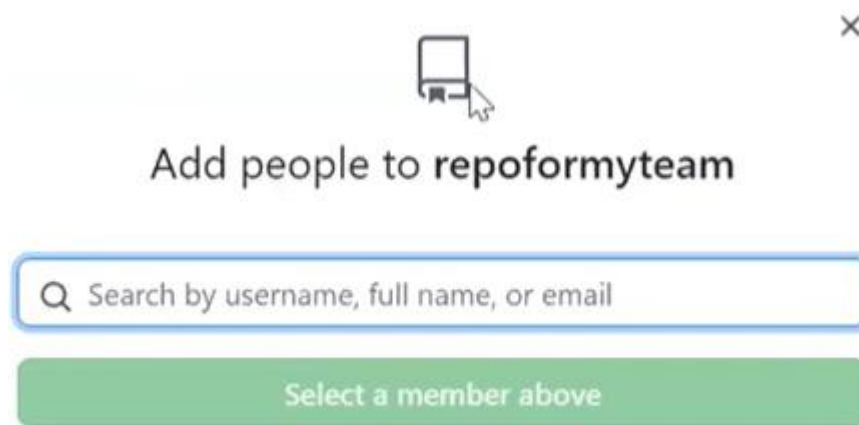 Add people to repoformyteam
Search by username, full name, or email
Select a member above